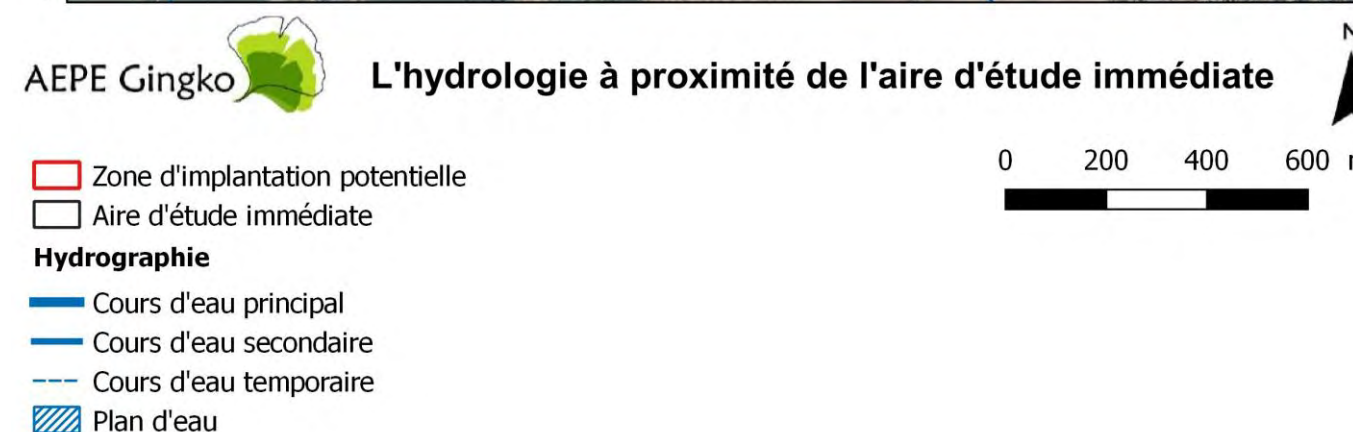 AEPE Gingko
L'hydrologie à proximité de l'aire d'étude immédiate
N
0 200 400 600
Zone d'implantation potentielle
Aire d'étude immédiate
Hydrographie
Cours d'eau principal
Cours d'eau secondaire
Cours d'eau temporaire
Plan d'eau